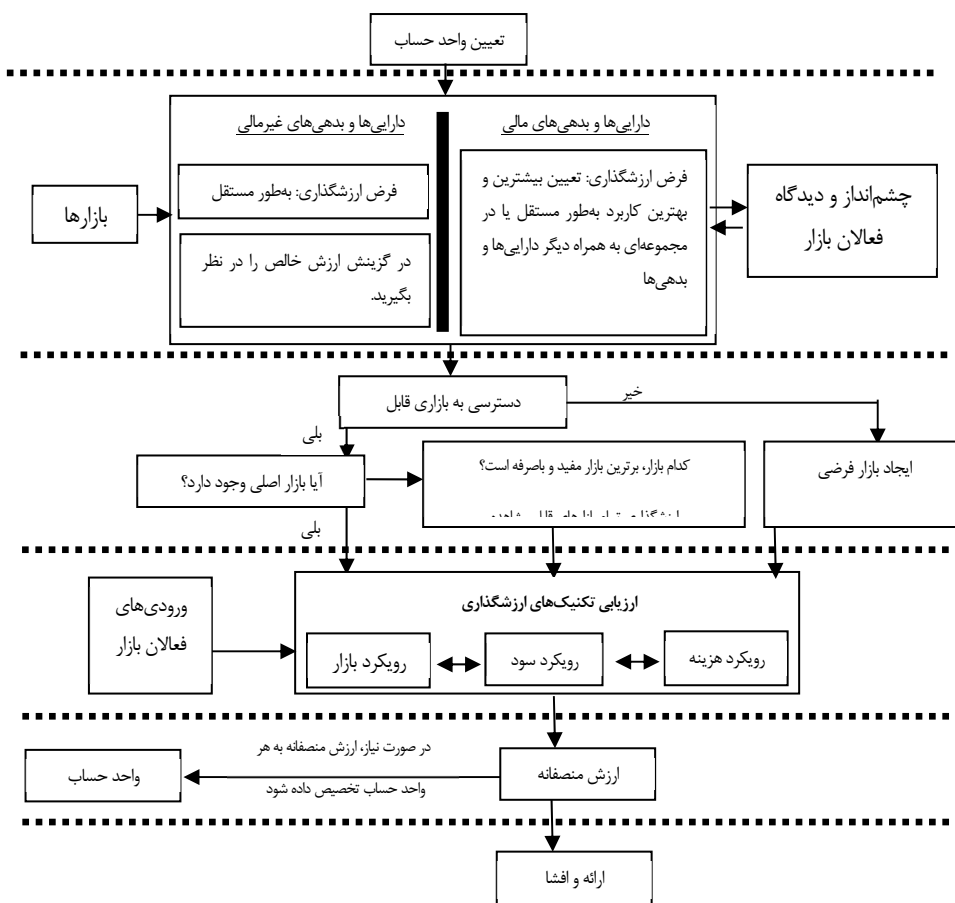 تعیین واحد حساب
دارایی‌ها و بدهی‌های مالی
دارایی‌ها و بدهی‌های غیرمالی
فرض ارزشگذاری: تعیین بیشترین و
بهترین کاربرد به‌طور مستقل یا در
مجموعه‌ای به همراه دیگر دارایی‌ها و
بدهی‌ها
فرض ارزشگذاری: به‌طور مستقل
در گزینش ارزش خالص را در نظر
بگیرید.
چشم‌انداز و دیدگاه
فعالان بازار
بازارها
دسترسی به بازاری قابل
خیر
بلی
ایجاد بازار فرضی
کدام بازار، برترین بازار مفید و باصرفه است؟
آیا بازار اصلی وجود دارد؟
بلی
ورودی‌های
فعالان بازار
ارزیابی تکنیک‌های ارزشگذاری
رویکرد هزینه
رویکرد سود
رویکرد بازار
ارزش منصفانه
در صورت نیاز، ارزش منصفانه به هر
واحد حساب تخصیص داده شود
واحد حساب
ارائه و افشا